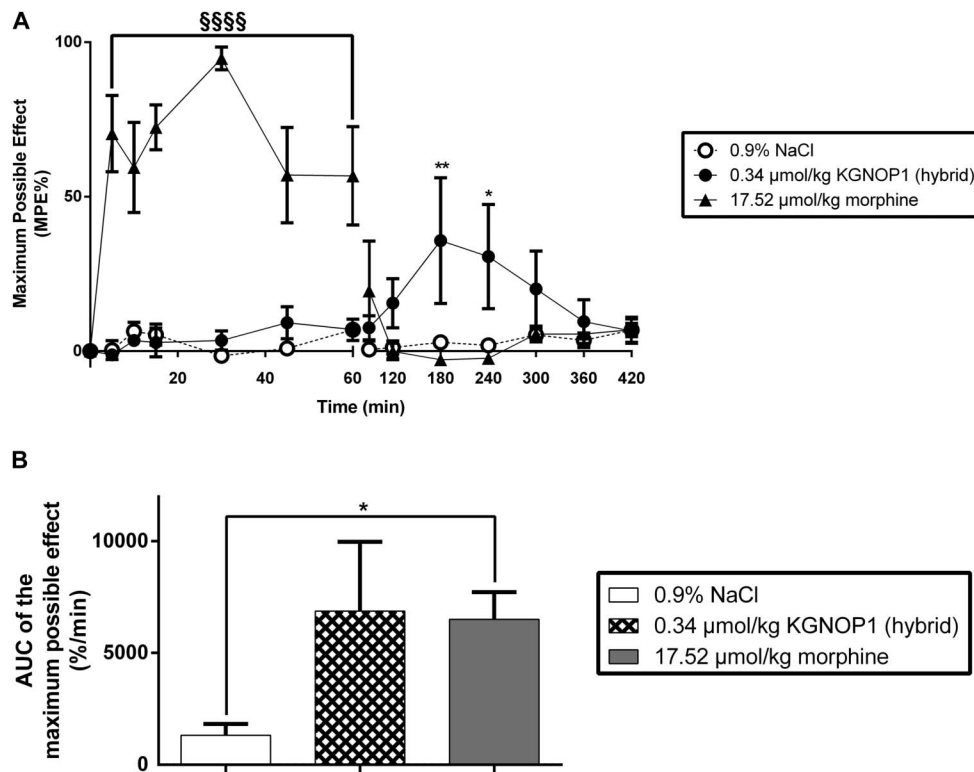 A
§§§§
100
50
0
Maximum Possible Effect
(MPE%)
**
*
20 40 60 120 180 240 300 360 420
Time (min)
0.9% NaCl
0.34 µmol/kg KGNOP1 (hybrid)
17.52 µmol/kg morphine
B
*
10000
5000
0
AUC of the
maximum possible effect
(%/min)
0.9% NaCl
0.34 µmol/kg KGNOP1 (hybrid)
17.52 µmol/kg morphine